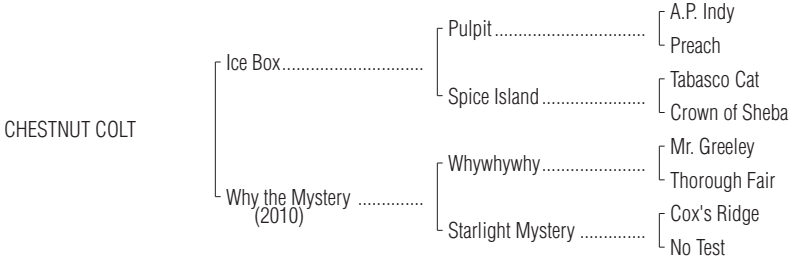 A.P. Indy
Pulpit..............................
Preach
Ice Box............................
Tabasco Cat
Spice Island.....................
Crown of Sheba
CHESTNUT COLT
Mr. Greeley
Whywhywhy.....................
Thorough Fair
Why the Mystery .............
(2010)
Cox's Ridge
Starlight Mystery .............
No Test